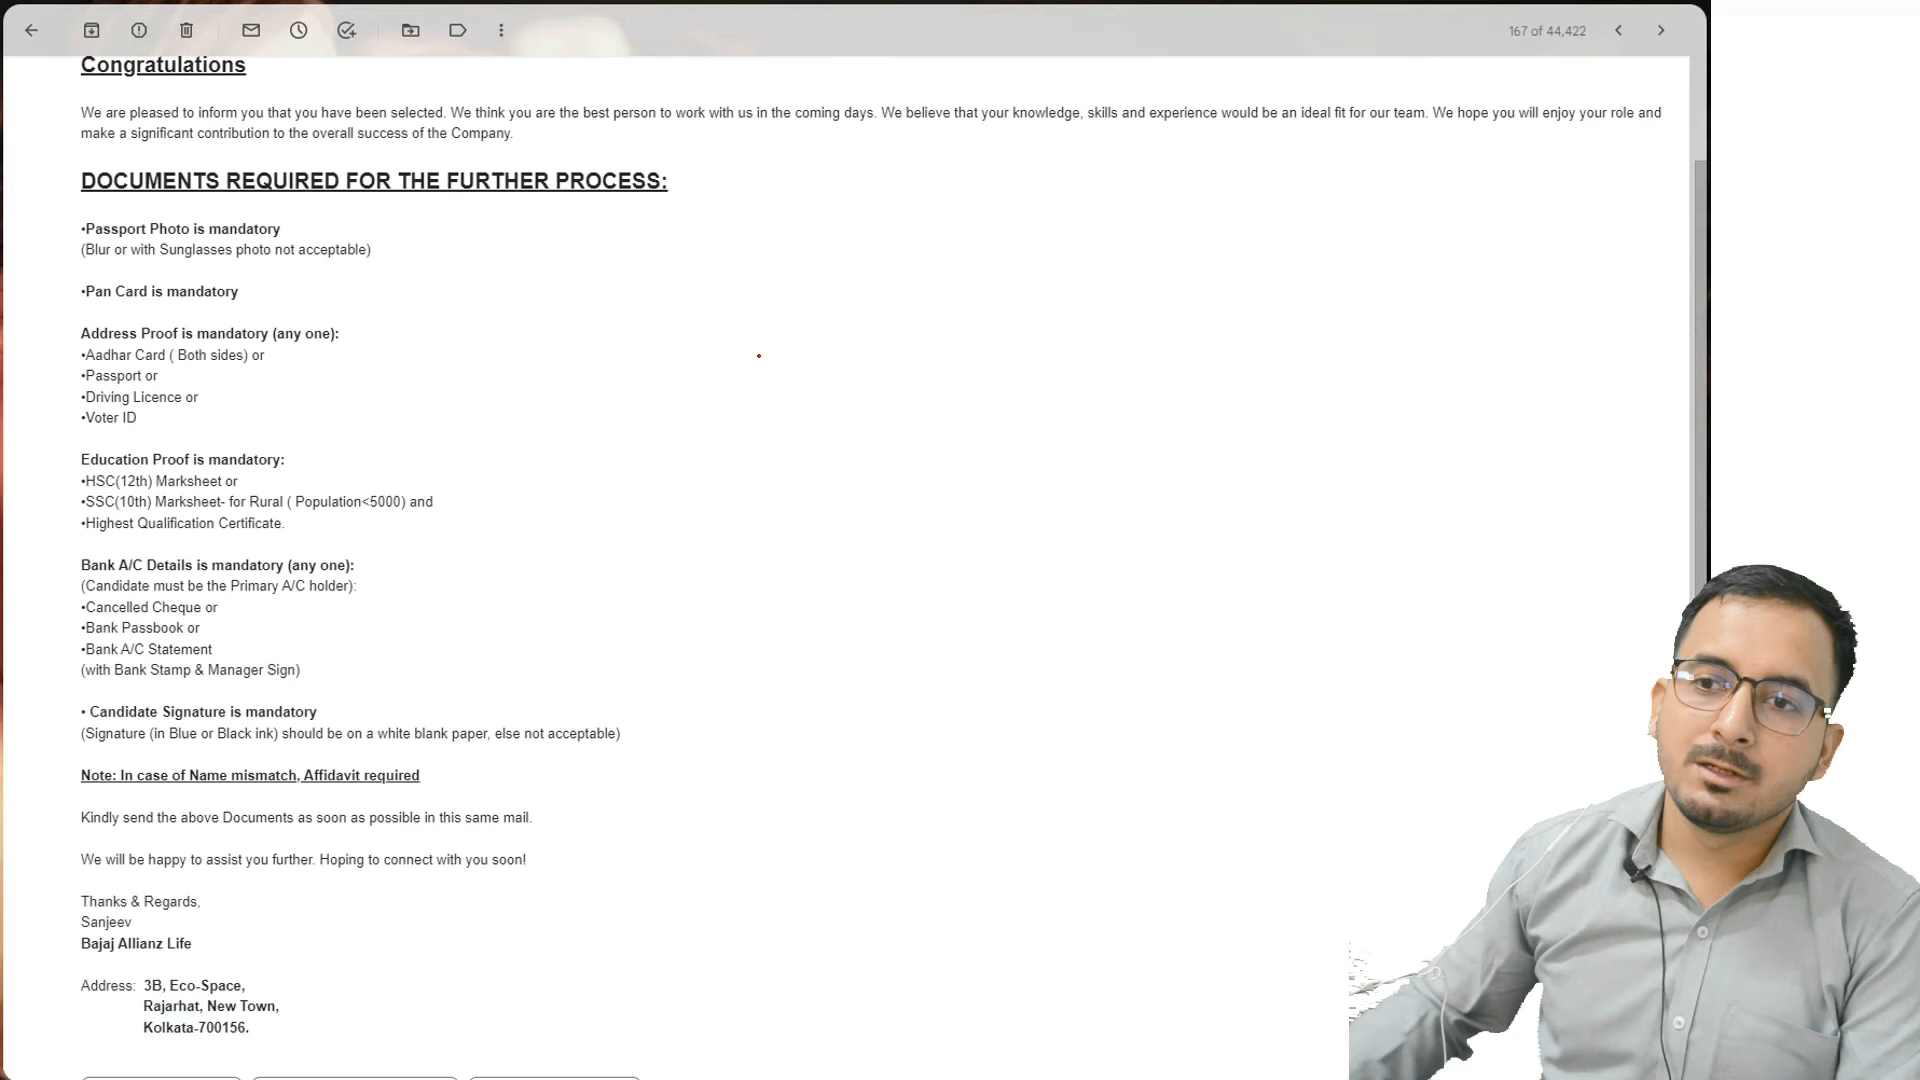 167 of 44,422
Congratulations
We are pleased to inform you that you have been selected. We think you are the best person to work with us in the coming days. We believe that your knowledge, skills and experience would be an ideal fit for our team. We hope you will enjoy your role and
make a significant contribution to the overall success of the Company.
DOCUMENTS REQUIRED FOR THE FURTHER PROCESS:
•Passport Photo is mandatory
(Blur or with Sunglasses photo not acceptable)
•Pan Card is mandatory
Address Proof is mandatory (any one):
•Aadhar Card ( Both sides) or
•Passport or
•Driving Licence or
•Voter ID
Education Proof is mandatory:
•HSC(12th) Marksheet or
•SSC(10th) Marksheet- for Rural ( Population<5000) and
•Highest Qualification Certificate.
Bank A/C Details is mandatory (any one):
(Candidate must be the Primary A/C holder):
•Cancelled Cheque or
•Bank Passbook or
•Bank A/C Statement
(with Bank Stamp & Manager Sign)
• Candidate Signature is mandatory
(Signature (in Blue or Black ink) should be on a white blank paper, else not acceptable)
Note: In case of Name mismatch, Affidavit required
Kindly send the above Documents as soon as possible in this same mail.
We will be happy to assist you further. Hoping to connect with you soon!
Thanks & Regards,
Sanjeev
Bajaj Allianz Life
Address: 3B, Eco-Space,
Rajarhat, New Town,
Kolkata-700156.